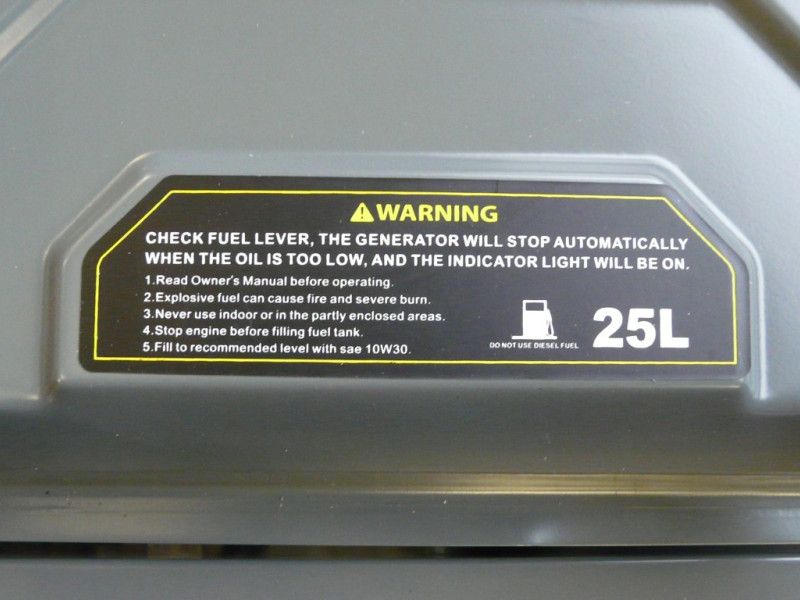 WARNING
CHECK FUEL LEVER, THE GENERATOR WILL STOP AUTOMATICALLY
WHEN THE OIL IS TOO LOW, AND THE INDICATOR LIGHT WILL BE ON.
1.Read Owner's Manual before operating.
2.Explosive fuel can cause fire and severe burn.
3.Never use indoor or in the partly enclosed areas.
4.Stop engine before filling fuel tank.
5.Fill to recommended level with sae 10W30.
DO NOT USE DIESEL FUEL
25L